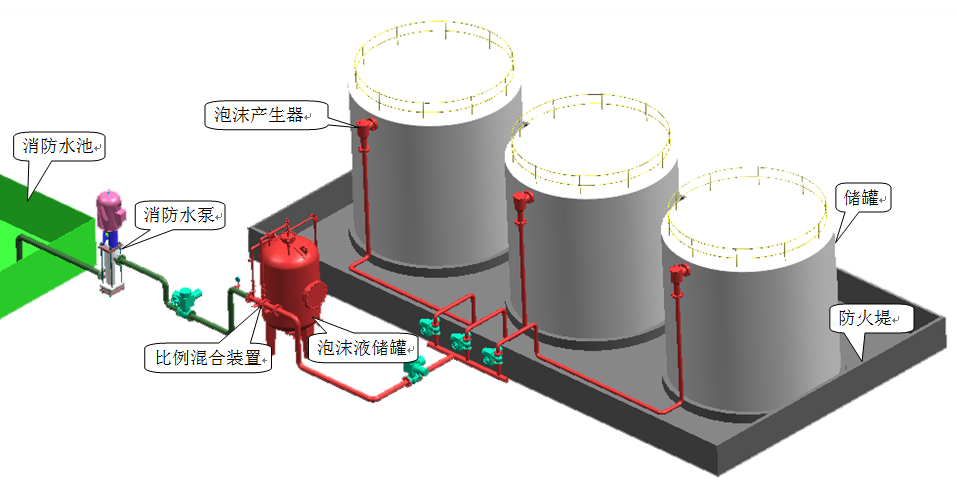 泡沫产生器
消防水池
储罐
消防水泵
防火堤
比例混合装置
泡沫液储罐